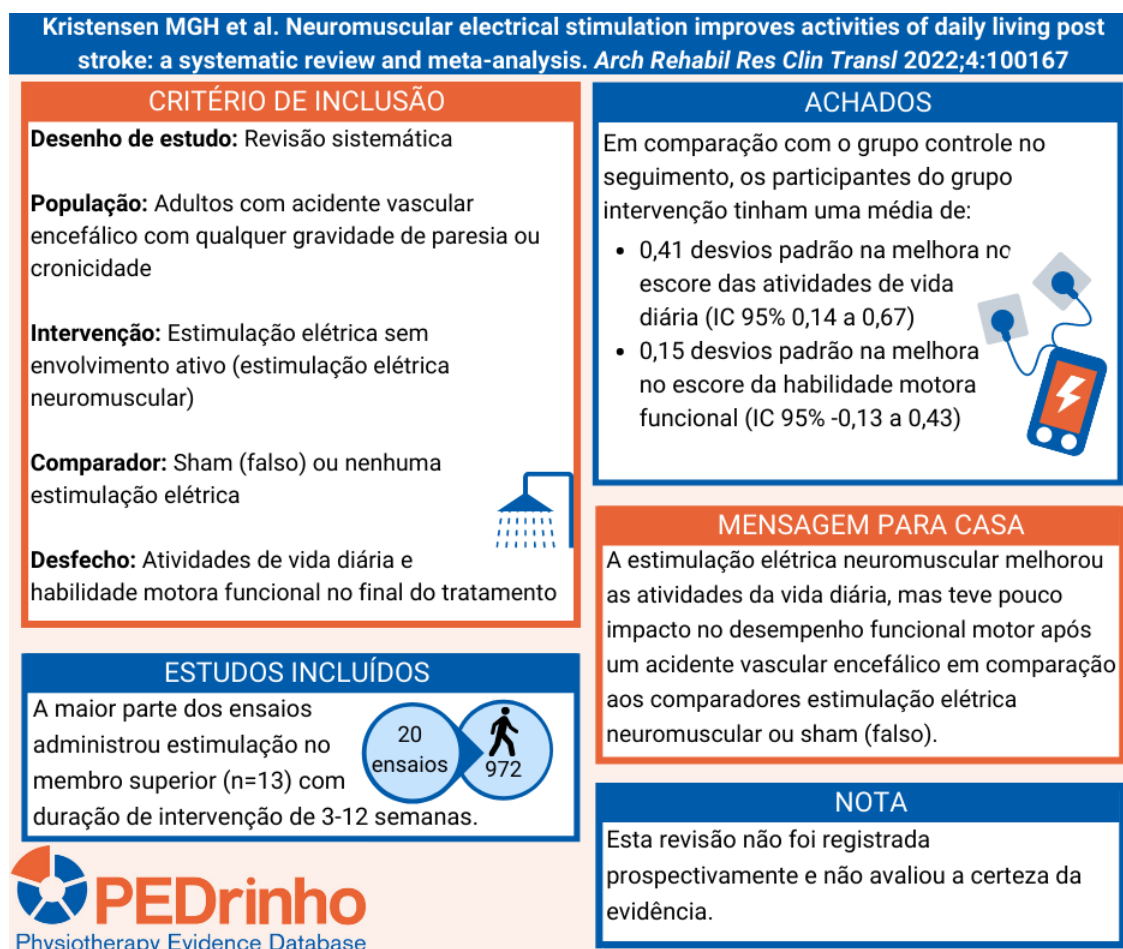 Kristensen MGH et al. Neuromuscular electrical stimulation improves activities of daily living post
stroke: a systematic review and meta-analysis. Arch Rehabil Res Clin Transl 2022;4:100167
CRITÉRIO DE INCLUSÃO
Desenho de estudo: Revisão sistemática
População: Adultos com acidente vascular
encefálico com qualquer gravidade de paresia ou
cronicidade
Intervenção: Estimulação elétrica sem
envolvimento ativo (estimulação elétrica
neuromuscular)
Comparador: Sham (falso) ou nenhuma
estimulação elétrica
Desfecho: Atividades de vida diária e
habilidade motora funcional no final do tratamento
ESTUDOS INCLUÍDOS
A maior parte dos ensaios
administrou estimulação no
membro superior (n=13) com
duração de intervenção de 3-12 semanas.
20
ensaios
972
PEDrinho
Physiotherapy Evidence Database
ACHADOS
Em comparação com o grupo controle no
seguimento, os participantes do grupo
intervenção tinham uma média de:
• 0,41 desvios padrão na melhora no
escore das atividades de vida
diária (IC 95% 0,14 a 0,67)
• 0,15 desvios padrão na melhora
no escore da habilidade motora
funcional (IC 95% -0,13 a 0,43)
MENSAGEM PARA CASA
A estimulação elétrica neuromuscular melhorou
as atividades da vida diária, mas teve pouco
impacto no desempenho funcional motor após
um acidente vascular encefálico em comparação
aos comparadores estimulação elétrica
neuromuscular ou sham (falso).
NOTA
Esta revisão não foi registrada
prospectivamente e não avaliou a certeza da
evidência.